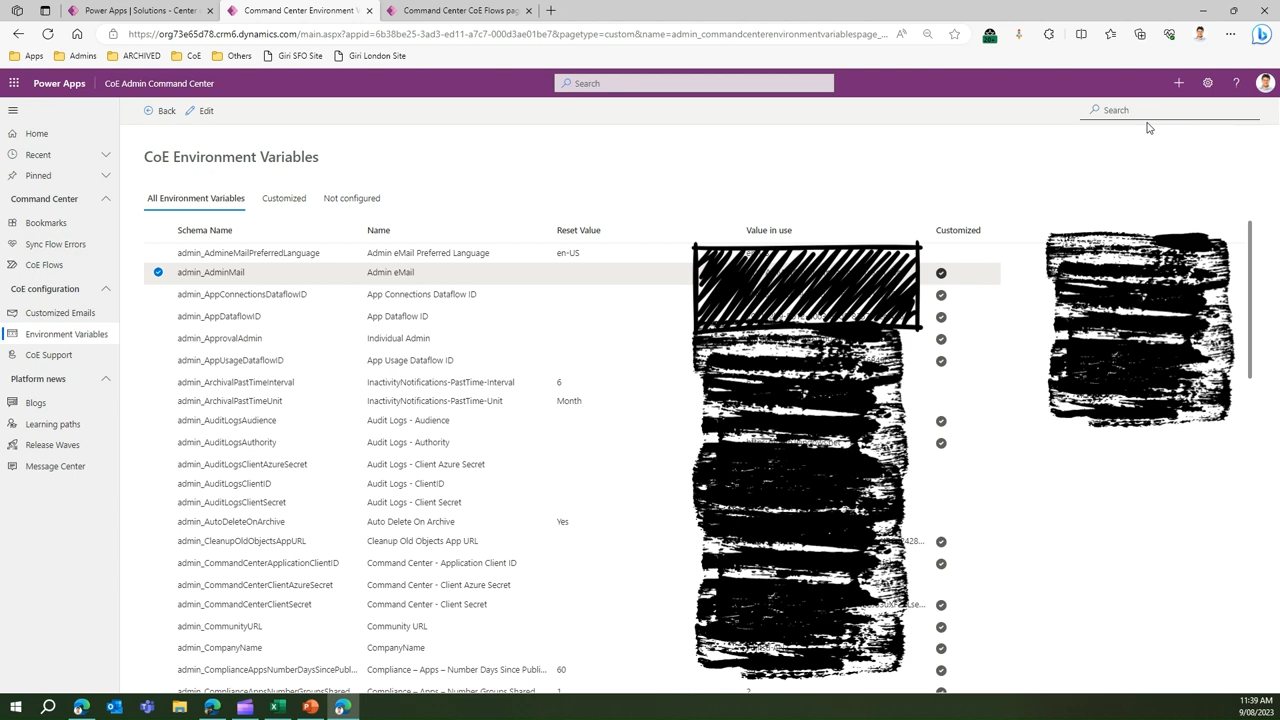 Power Apps | Solutions - Center
Command Center Environment V
Command Center CoE Flows pag
https://org73e65d78.crm6.dynamics.com/main.aspx?appid=6b38be25-3ad3-ed11-a7c7-000d3ae01be7&pagetype=custom&name=admin_commandcenterenvironmentvariablespage_...
Apps Admins ARCHIVED CoE Others Giri SFO Site Giri London Site
Power Apps CoE Admin Command Center Search
Back Edit Search
Home
Recent
Pinned
Command Center
Bookmarks
Sync Flow Errors
CoE Flows
CoE configuration
Customized Emails
Environment Variables
CoE Support
Platform news
Blogs
Learning paths
Release Waves
Message Center
CoE Environment Variables
All Environment Variables Customized Not configured
Schema Name Name Reset Value Value in use Customized
admin_AdmineMailPreferredLanguage Admin eMail Preferred Language en-US
admin_AdminMail Admin eMail
admin_AppConnectionsDataflowID App Connections Dataflow ID
admin_AppDataflowID App Dataflow ID
admin_ApprovalAdmin Individual Admin
admin_AppUsageDataflowID App Usage Dataflow ID
admin_ArchivalPastTimeInterval InactivityNotifications-PastTime-Interval 6
admin_ArchivalPastTimeUnit InactivityNotifications-PastTime-Unit Month
admin_AuditLogsAudience Audit Logs - Audience
admin_AuditLogsAuthority Audit Logs - Authority
admin_AuditLogsClientAzureSecret Audit Logs - Client Azure Secret
admin_AuditLogsClientID Audit Logs - ClientID
admin_AuditLogsClientSecret Audit Logs - Client Secret
admin_AutoDeleteOnArchive Auto Delete On Archive Yes
admin_CleanupOldObjectsAppURL Cleanup Old Objects App URL
admin_CommandCenterApplicationClientID Command Center - Application Client ID
admin_CommandCenterClientAzureSecret Command Center - Client Azure Secret
admin_CommandCenterClientSecret Command Center - Client Secret
admin_CommunityURL Community URL
admin_CompanyName CompanyName
admin_ComplianceAppsNumberDaysSincePubl... Compliance – Apps – Number Days Since Publi... 60
admin_ComplianceAppsNumberGroupsShared Compliance – Apps – Number Groups Shared 1 2
11:39 AM
9/08/2023